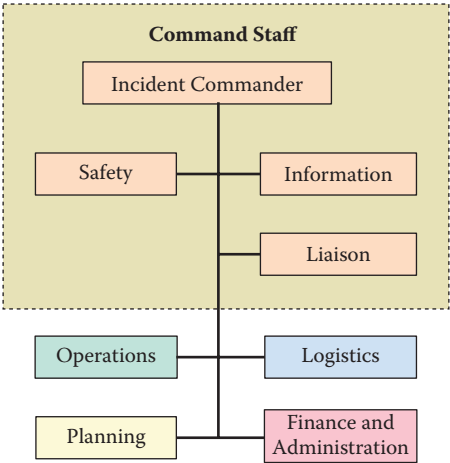 Command Staff
Incident Commander
Safety
Information
Liaison
Operations
Logistics
Planning
Finance and
Administration